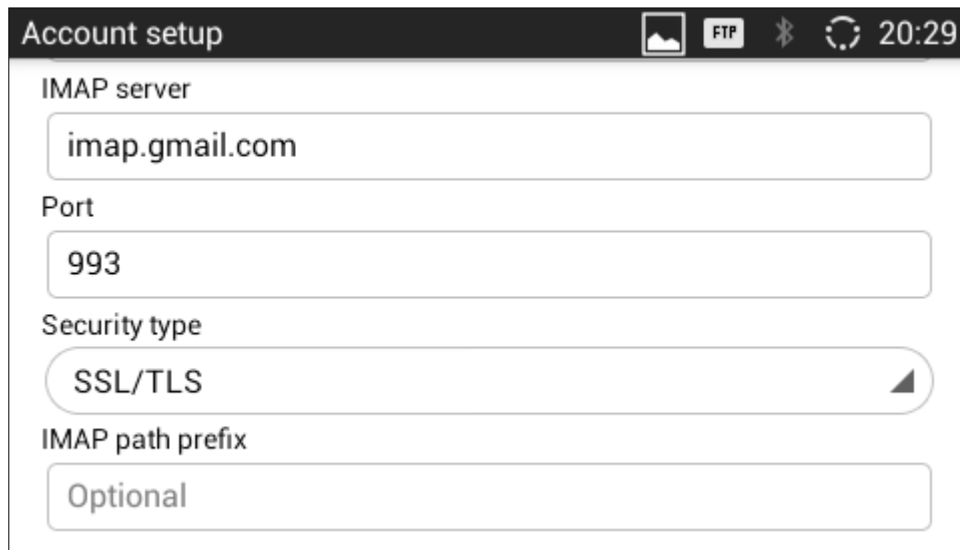 Account setup FTP 20:29
IMAP server
imap.gmail.com
Port
993
Security type
SSL/TLS
IMAP path prefix
Optional